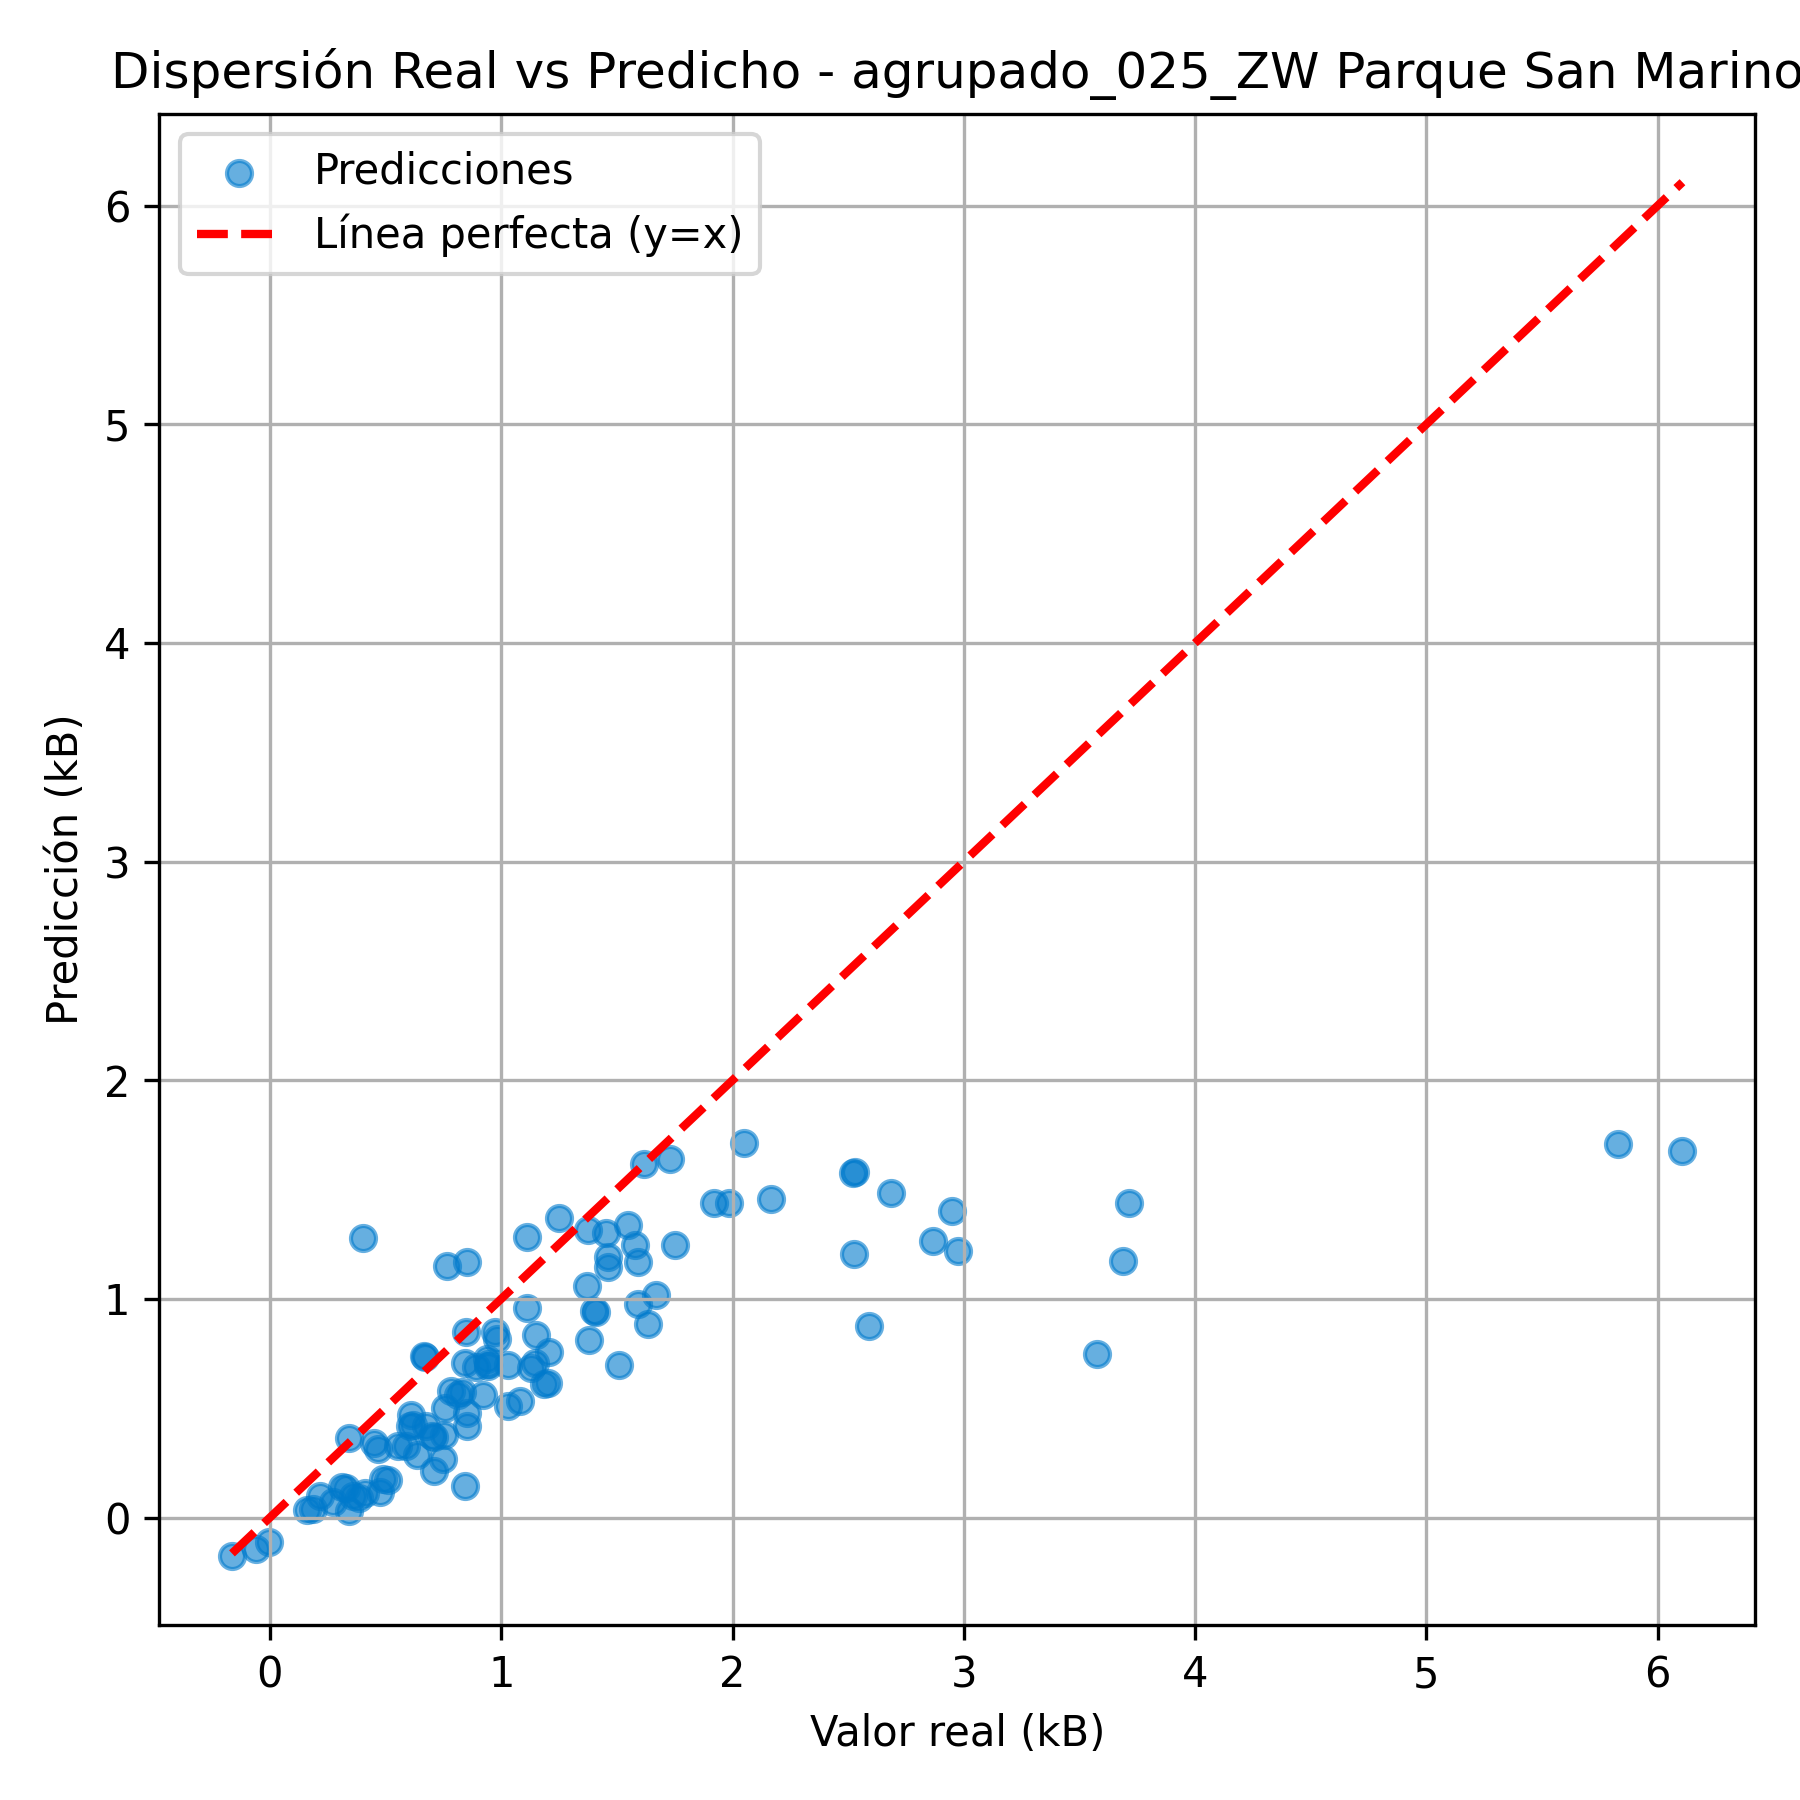 Dispersión Real vs Predicho - agrupado_025_ZW Parque San Marino
Predicciones
Línea perfecta (y=x)
6
5
4
3
2
1
0
Predicción (kB)
0 1 2 3 4 5 6
Valor real (kB)